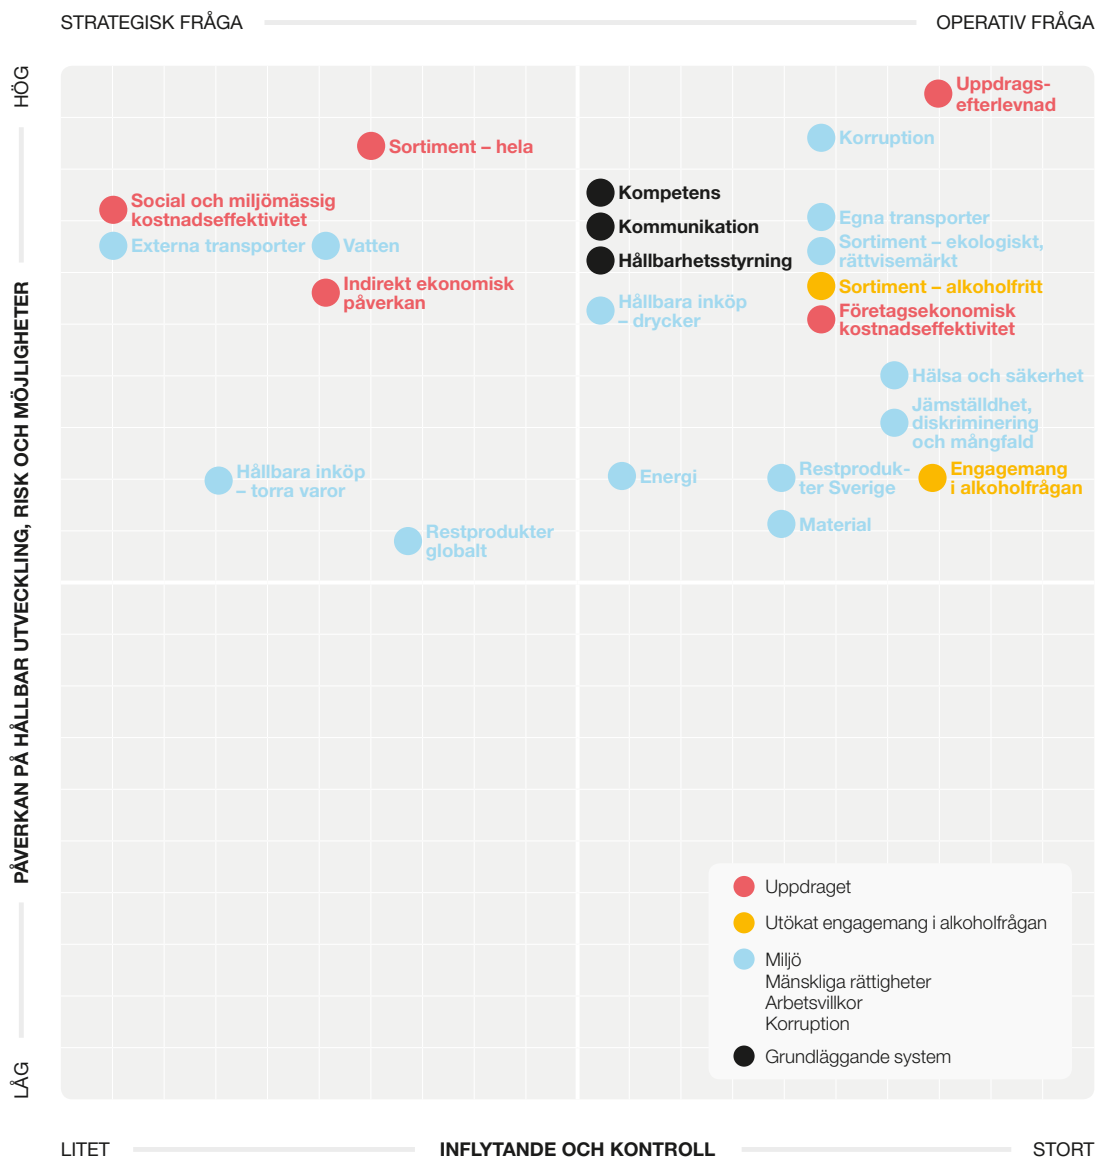 STRATEGISK FRÅGA
OPERATIV FRÅGA
HÖG
PÅVERKAN PÅ HÅLLBAR UTVECKLING, RISK OCH MÖJLIGHETER
LÅG
Uppdrags-
efterlevnad
Korruption
Sortiment – hela
Kompetens
Social och miljömässig
kostnadseffektivitet
Kommunikation
Egna transporter
Externa transporter
Vatten
Hållbarhetsstyrning
Sortiment – ekologiskt,
rättvisemärkt
Indirekt ekonomisk
påverkan
Sortiment – alkoholfritt
Hållbara inköp
– drycker
Företagsekonomisk
kostnadseffektivitet
Hälsa och säkerhet
Jämställdhet,
diskriminering
och mångfald
Hållbara inköp
– torra varor
Energi
Restproduk-
ter Sverige
Engagemang
i alkoholfrågan
Material
Restprodukter
globalt
Uppdraget
Utökat engagemang i alkoholfrågan
Miljö
Mänskliga rättigheter
Arbetsvillkor
Korruption
Grundläggande system
LITET
INFLYTANDE OCH KONTROLL
STORT